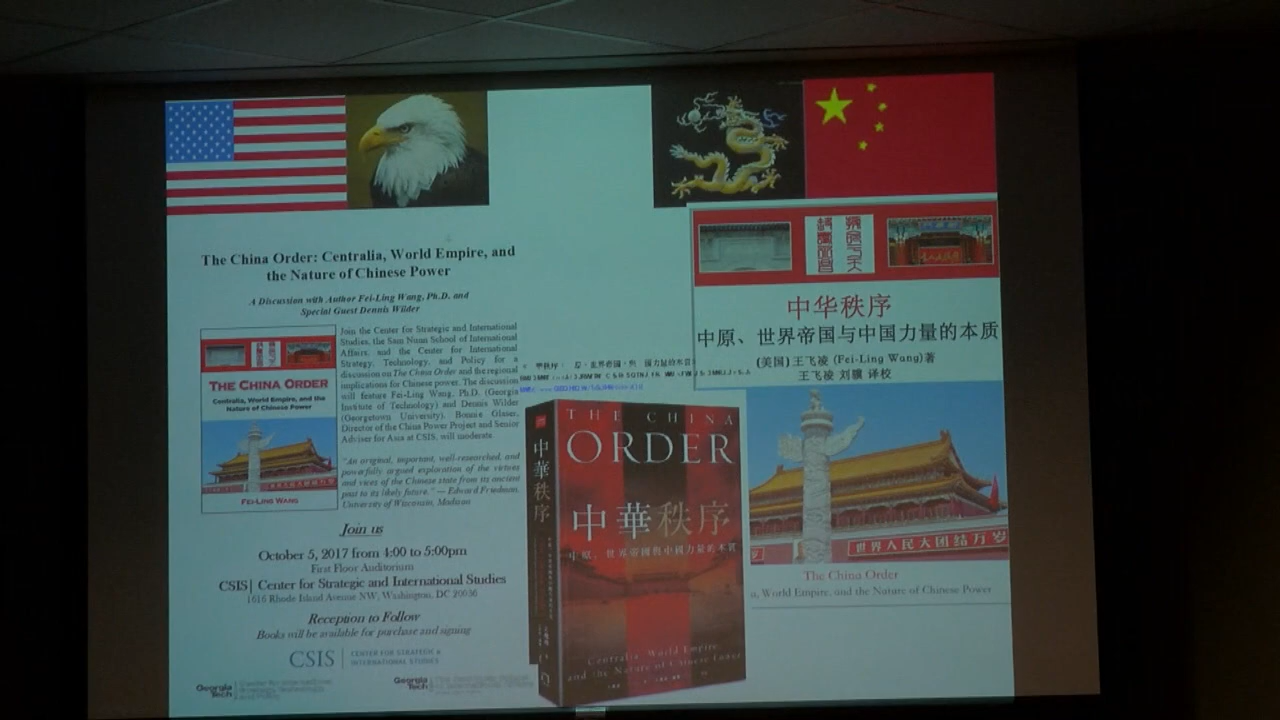 The China Order: Centralia, World Empire, and
the Nature of Chinese Power
A Discussion with Author Fei-Ling Wang, Ph.D. and
Special Guest Dennis Wilder
THE CHINA ORDER
Centralia, World Empire, and the
Nature of Chinese Power
FEI-LING WANG
Join the Center for Strategic and International
Studies, the Sam Nunn School of International
Affairs, and the Center for International
Strategy, Technology, and Policy for a
discussion on The China Order and the regional
implications for Chinese power. The discussion
will feature Fei-Ling Wang, Ph.D. (Georgia
Institute of Technology) and Dennis Wilder
(Georgetown University). Bonnie Glaser,
Director of the China Power Project and Senior
Adviser for Asia at CSIS, will moderate.
"An original, important, well-researched, and
powerfully argued exploration of the virtues
and vices of the Chinese state from its ancient
past to its likely future." — Edward Friedman,
University of Wisconsin, Madison
Join us
October 5, 2017 from 4:00 to 5:00pm
First Floor Auditorium
CSIS| Center for Strategic and International Studies
1616 Rhode Island Avenue NW, Washington, DC 20036
Reception to Follow
Books will be available for purchase and signing
CSIS | CENTER FOR STRATEGIC &
INTERNATIONAL STUDIES
Georgia Tech
Georgia Tech
中華秩序
THE CHINA
ORDER
中華秩序
中原、世界帝國與中國力量的本質
Centralia, World Empire,
and the Nature of Chinese Power
中华秩序
中原、世界帝国与中国力量的本质
(美国) 王飞凌 (Fei-Ling Wang) 著
王飞凌 刘骥 译校
世界人民大团结万岁
The China Order
a, World Empire, and the Nature of Chinese Power